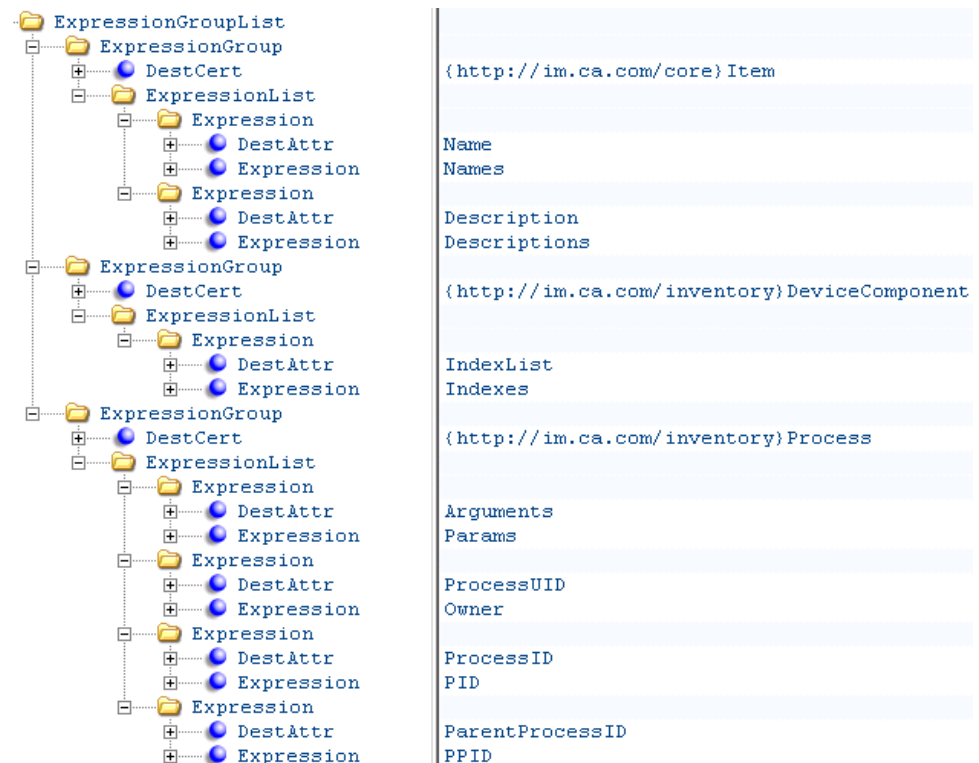 ExpressionGroupList
ExpressionGroup
DestCert {http://im.ca.com/core}Item
ExpressionList
Expression
DestAttr Name
Expression Names
Expression
DestAttr Description
Expression Descriptions
ExpressionGroup
DestCert {http://im.ca.com/inventory}DeviceComponent
ExpressionList
Expression
DestAttr IndexList
Expression Indexes
ExpressionGroup
DestCert {http://im.ca.com/inventory}Process
ExpressionList
Expression
DestAttr Arguments
Expression Params
Expression
DestAttr ProcessUID
Expression Owner
Expression
DestAttr ProcessID
Expression PID
Expression
DestAttr ParentProcessID
Expression PPID